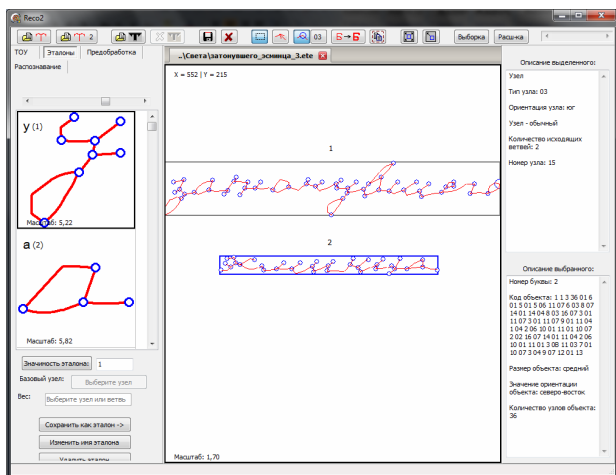 Reco2
2
03
Б→Б
Выборка
Расш-ка
ТОУ
Эталоны
Предобработка
Распознавание
у (1)
Масштаб: 5,22
а (2)
Масштаб: 5,82
Значимость эталона:
1
Базовый узел:
Выберите узел
Вес:
Выберите узел или ветвь
Сохранить как эталон ->
Изменить имя эталона
Удалить эталон
..\Света\затонувшего_эсминца_3.ete
X = 552 | Y = 215
1
2
Масштаб: 1,70
Описание выделенного:
Узел
Тип узла: 03
Ориентация узла: юг
Узел - обычный
Количество исходящих
ветвей: 2
Номер узла: 15
Описание выбранного:
Номер буквы: 2
Код объекта: 1 1 3 36 01 6
01 5 01 5 06 11 07 6 03 8 07
14 01 14 04 8 03 16 07 3 01
11 07 3 01 11 07 9 01 11 04
1 04 2 06 10 01 11 01 10 07
2 02 16 07 14 01 11 04 2 06
10 01 11 01 3 08 11 03 7 01
10 07 3 04 9 07 12 01 13
Размер объекта: средний
Значение ориентации
объекта: северо-восток
Количество узлов объекта:
36